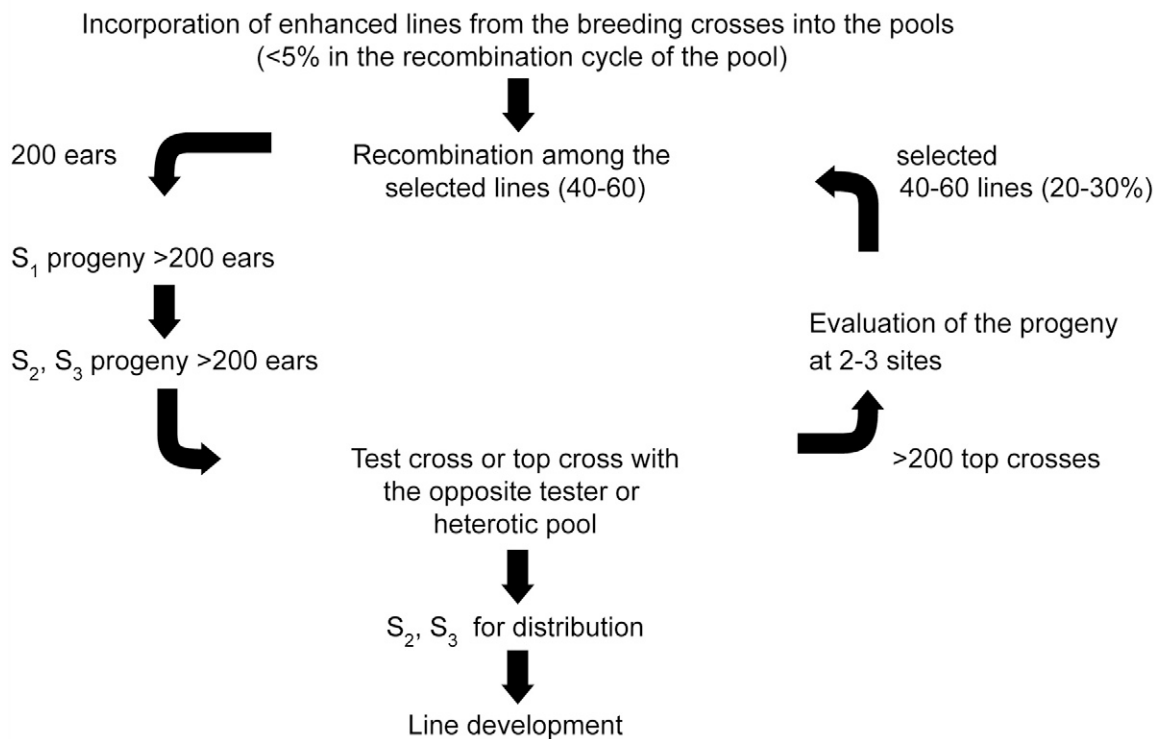 Incorporation of enhanced lines from the breeding crosses into the pools
(<5% in the recombination cycle of the pool)
200 ears
Recombination among the
selected lines (40-60)
selected
40-60 lines (20-30%)
S₁ progeny >200 ears
S₂, S₃ progeny >200 ears
Evaluation of the progeny
at 2-3 sites
Test cross or top cross with
the opposite tester or
heterotic pool
>200 top crosses
S₂, S₃ for distribution
Line development